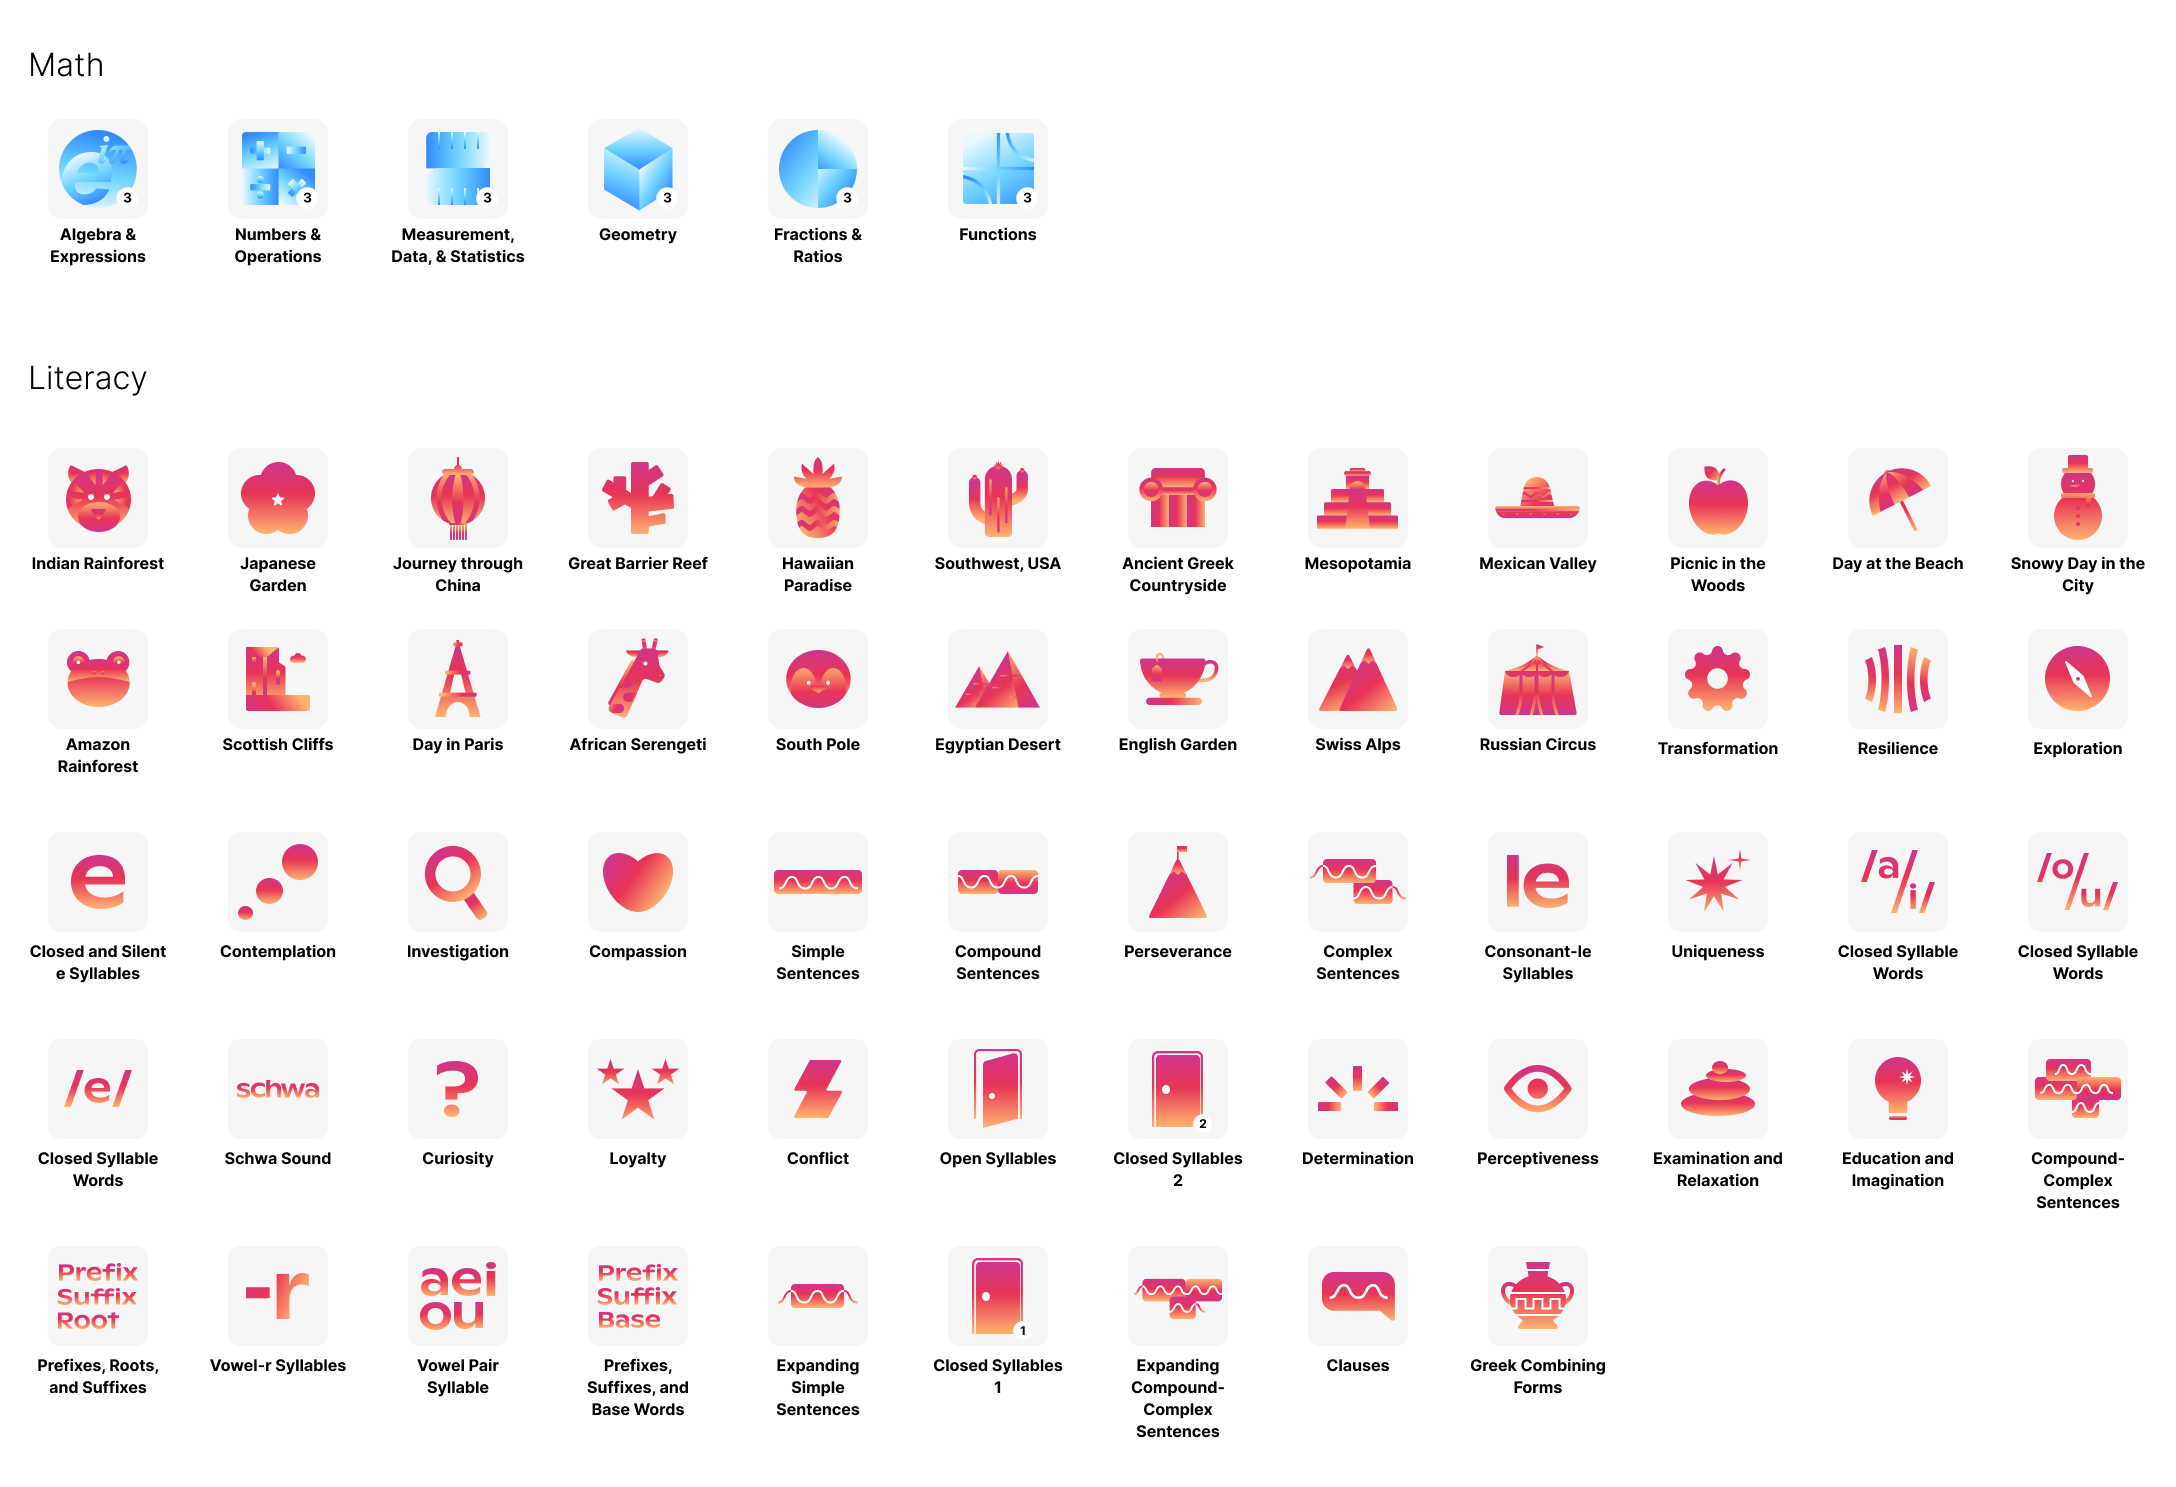 Math
e iπ 3
3
3
3
3
3
Algebra &
Expressions
Numbers &
Operations
Measurement,
Data, & Statistics
Geometry
Fractions &
Ratios
Functions
Literacy
Indian Rainforest
Japanese
Garden
Journey through
China
Great Barrier Reef
Hawaiian
Paradise
Southwest, USA
Ancient Greek
Countryside
Mesopotamia
Mexican Valley
Picnic in the
Woods
Day at the Beach
Snowy Day in the
City
Amazon
Rainforest
Scottish Cliffs
Day in Paris
African Serengeti
South Pole
Egyptian Desert
English Garden
Swiss Alps
Russian Circus
Transformation
Resilience
Exploration
e
Closed and Silent
e Syllables
Contemplation
Investigation
Compassion
Simple
Sentences
Compound
Sentences
Perseverance
Complex
Sentences
le
Consonant-le
Syllables
Uniqueness
/a/
/i/
Closed Syllable
Words
/o/
/u/
Closed Syllable
Words
/e/
Closed Syllable
Words
schwa
Schwa Sound
?
Curiosity
Loyalty
Conflict
Open Syllables
2
Closed Syllables
2
Determination
Perceptiveness
Examination and
Relaxation
Education and
Imagination
Compound-
Complex
Sentences
Prefix
Suffix
Root
Prefixes, Roots,
and Suffixes
-r
Vowel-r Syllables
aei
ou
Vowel Pair
Syllable
Prefix
Suffix
Base
Prefixes,
Suffixes, and
Base Words
Expanding
Simple
Sentences
1
Closed Syllables
1
Expanding
Compound-
Complex
Sentences
Clauses
Greek Combining
Forms